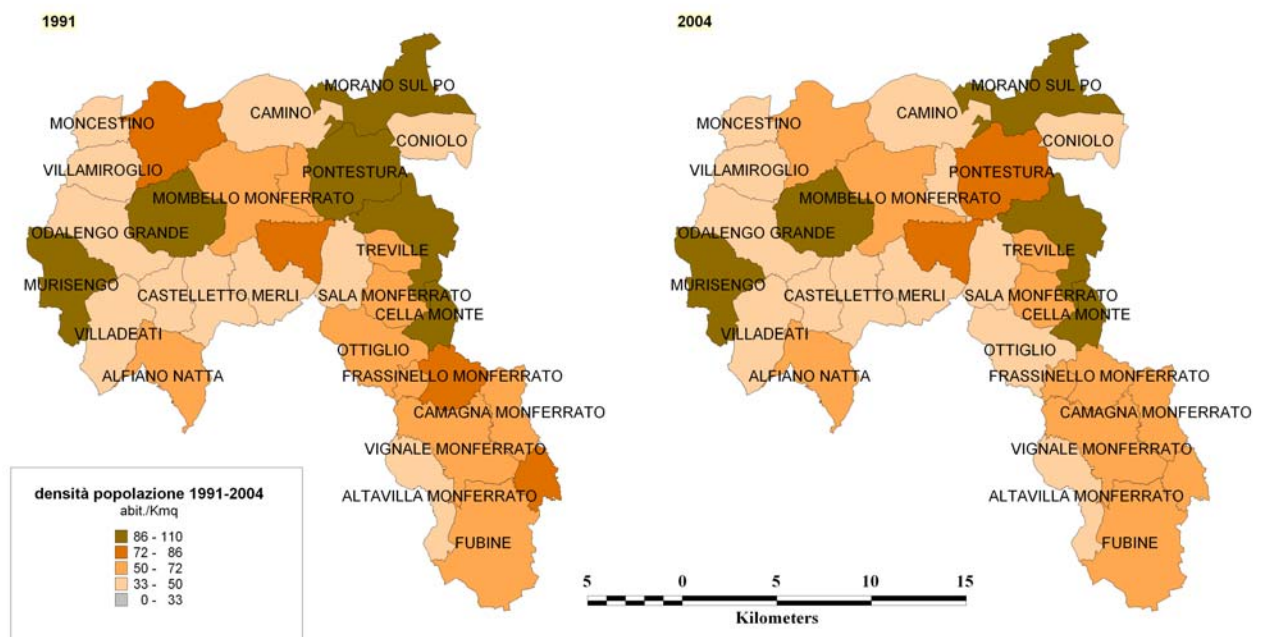 1991
MORANO SUL PO
CAMINO
MONCESTINO
CONIOLO
VILLAMIROGLIO
PONTESTURA
MOMBELLO MONFERRATO
ODALENGO GRANDE
TREVILLE
MURISENGO
CASTELLETTO MERLI
SALA MONFERRATO
CELLA MONTE
VILLADEATI
OTTIGLIO
ALFIANO NATTA
FRASSINELLO MONFERRATO
CAMAGNA MONFERRATO
VIGNALE MONFERRATO
ALTAVILLA MONFERRATO
FUBINE
2004
MORANO SUL PO
CAMINO
MONCESTINO
CONIOLO
VILLAMIROGLIO
PONTESTURA
MOMBELLO MONFERRATO
ODALENGO GRANDE
TREVILLE
MURISENGO
CASTELLETTO MERLI
SALA MONFERRATO
CELLA MONTE
VILLADEATI
OTTIGLIO
ALFIANO NATTA
FRASSINELLO MONFERRATO
CAMAGNA MONFERRATO
VIGNALE MONFERRATO
ALTAVILLA MONFERRATO
FUBINE
densità popolazione 1991-2004
abit./Kmq
86 - 110
72 - 86
50 - 72
33 - 50
0 - 33
5 0 5 10 15
Kilometers